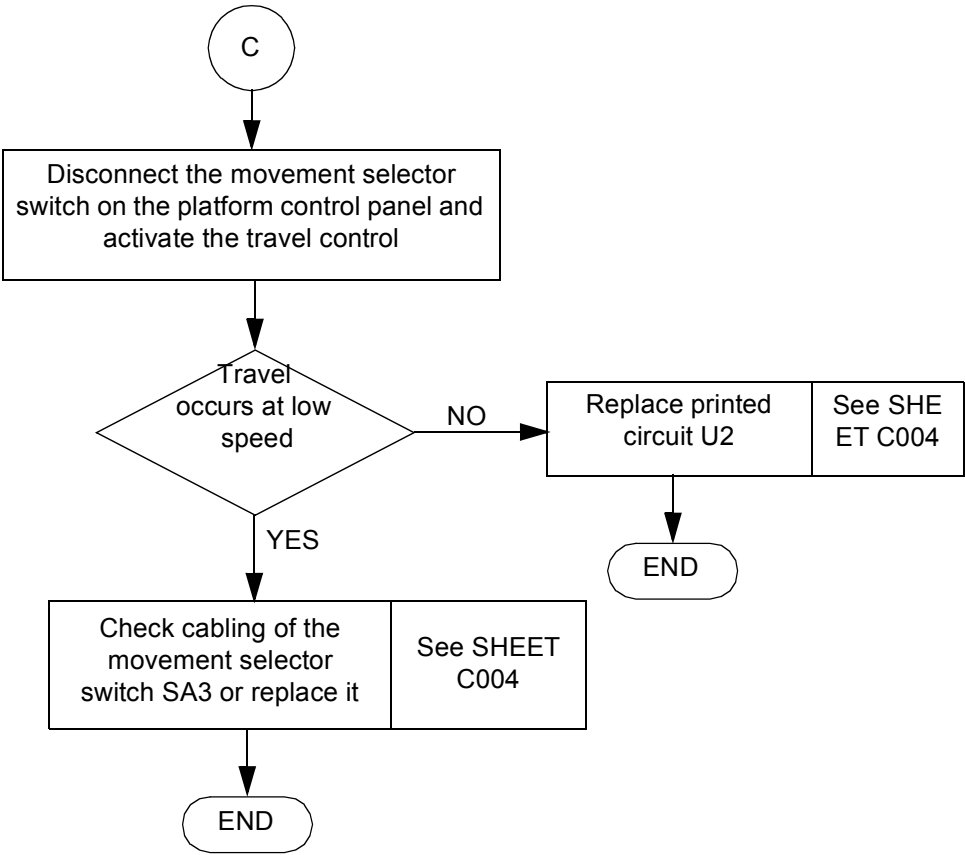 C
Disconnect the movement selector
switch on the platform control panel and
activate the travel control
Travel
occurs at low
speed
NO
Replace printed
circuit U2
See SHE
ET C004
YES
END
Check cabling of the
movement selector
switch SA3 or replace it
See SHEET
C004
END